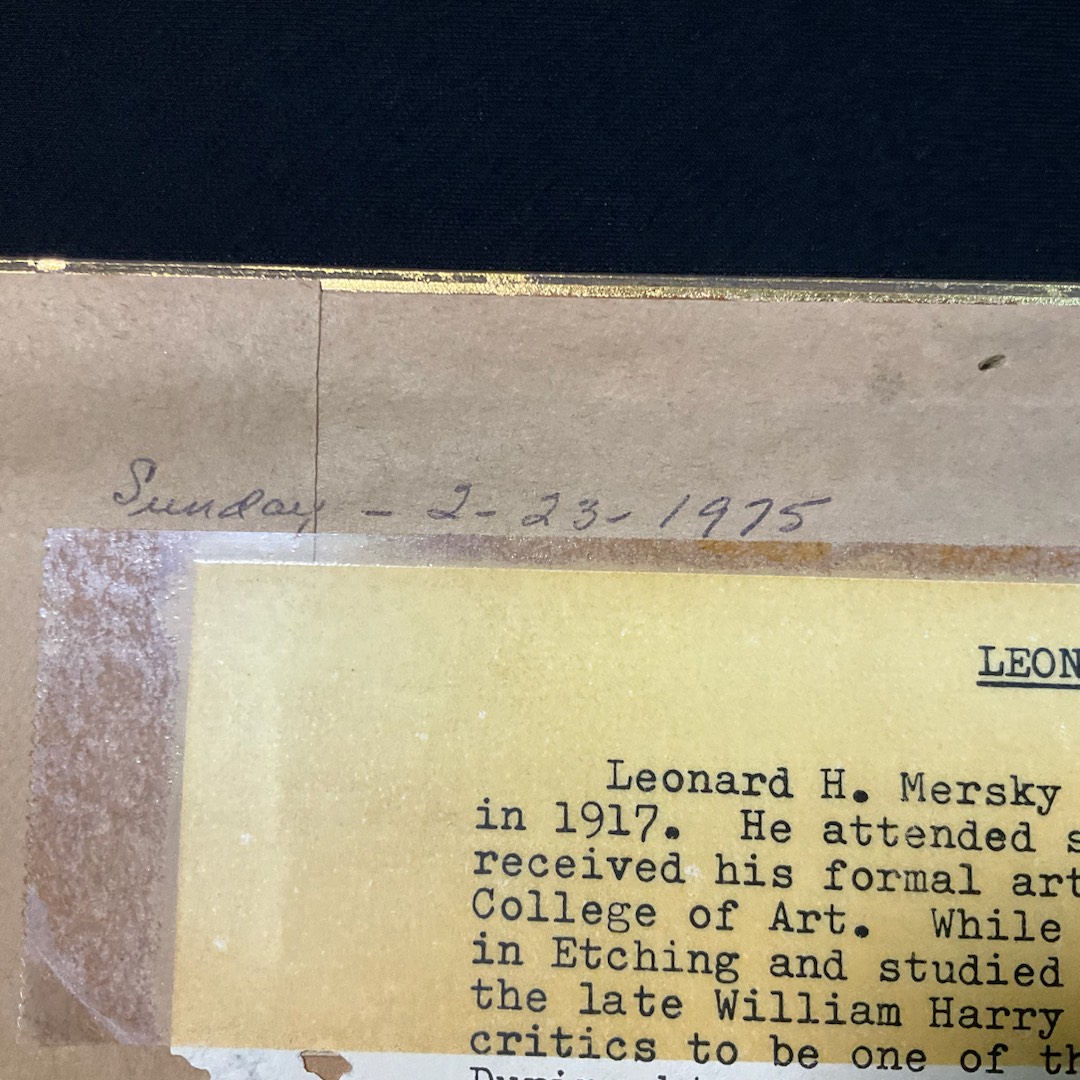 Sunday - 2-23-1975
LEON
Leonard H. Mersky
in 1917. He attended
received his formal art
College of Art. While
in Etching and studied
the late William Harry
critics to be one of th